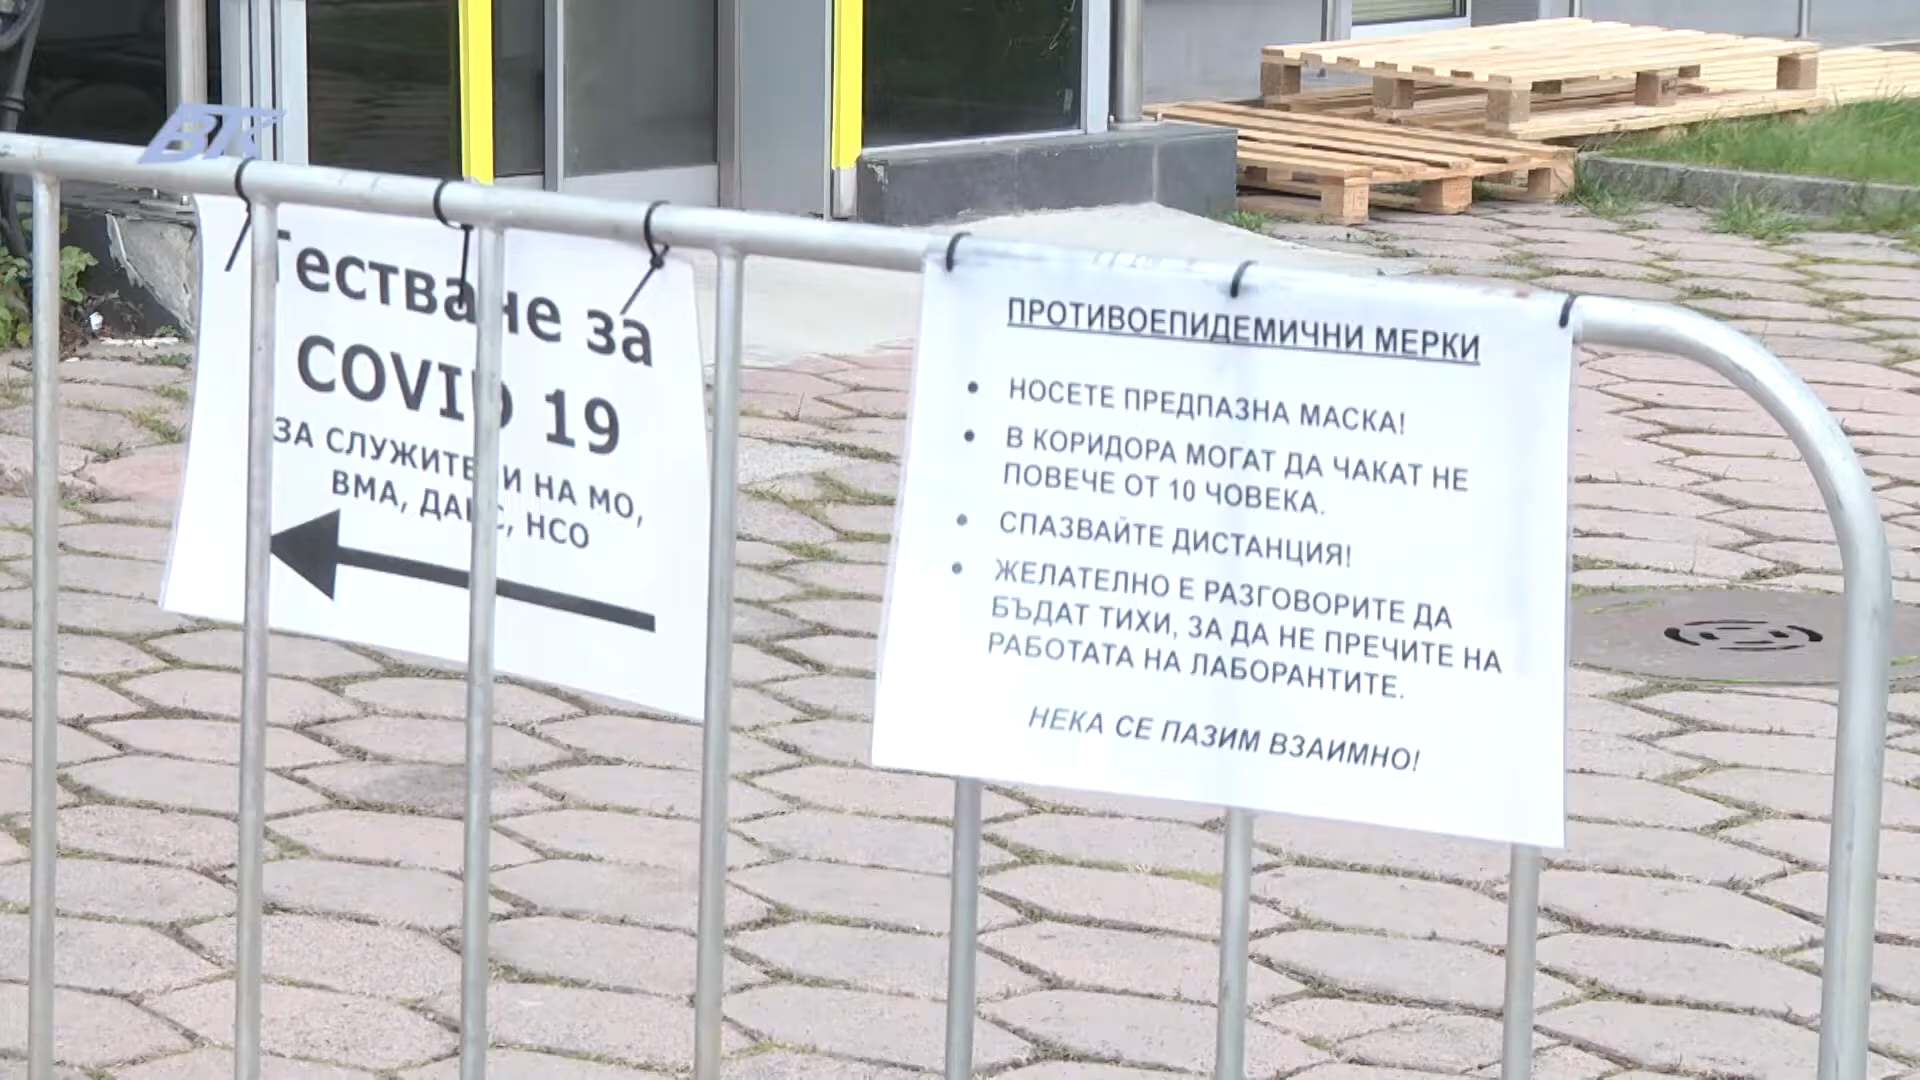 ВТК
Тестване за
COVID 19
ЗА СЛУЖИТЕЛИ НА МО,
ВМА, ДАНС, НСО
ПРОТИВОЕПИДЕМИЧНИ МЕРКИ
• НОСЕТЕ ПРЕДПАЗНА МАСКА!
• В КОРИДОРА МОГАТ ДА ЧАКАТ НЕ
ПОВЕЧЕ ОТ 10 ЧОВЕКА.
• СПАЗВАЙТЕ ДИСТАНЦИЯ!
• ЖЕЛАТЕЛНО Е РАЗГОВОРИТЕ ДА
БЪДАТ ТИХИ, ЗА ДА НЕ ПРЕЧИТЕ НА
РАБОТАТА НА ЛАБОРАНТИТЕ.
НЕКА СЕ ПАЗИМ ВЗАИМНО!